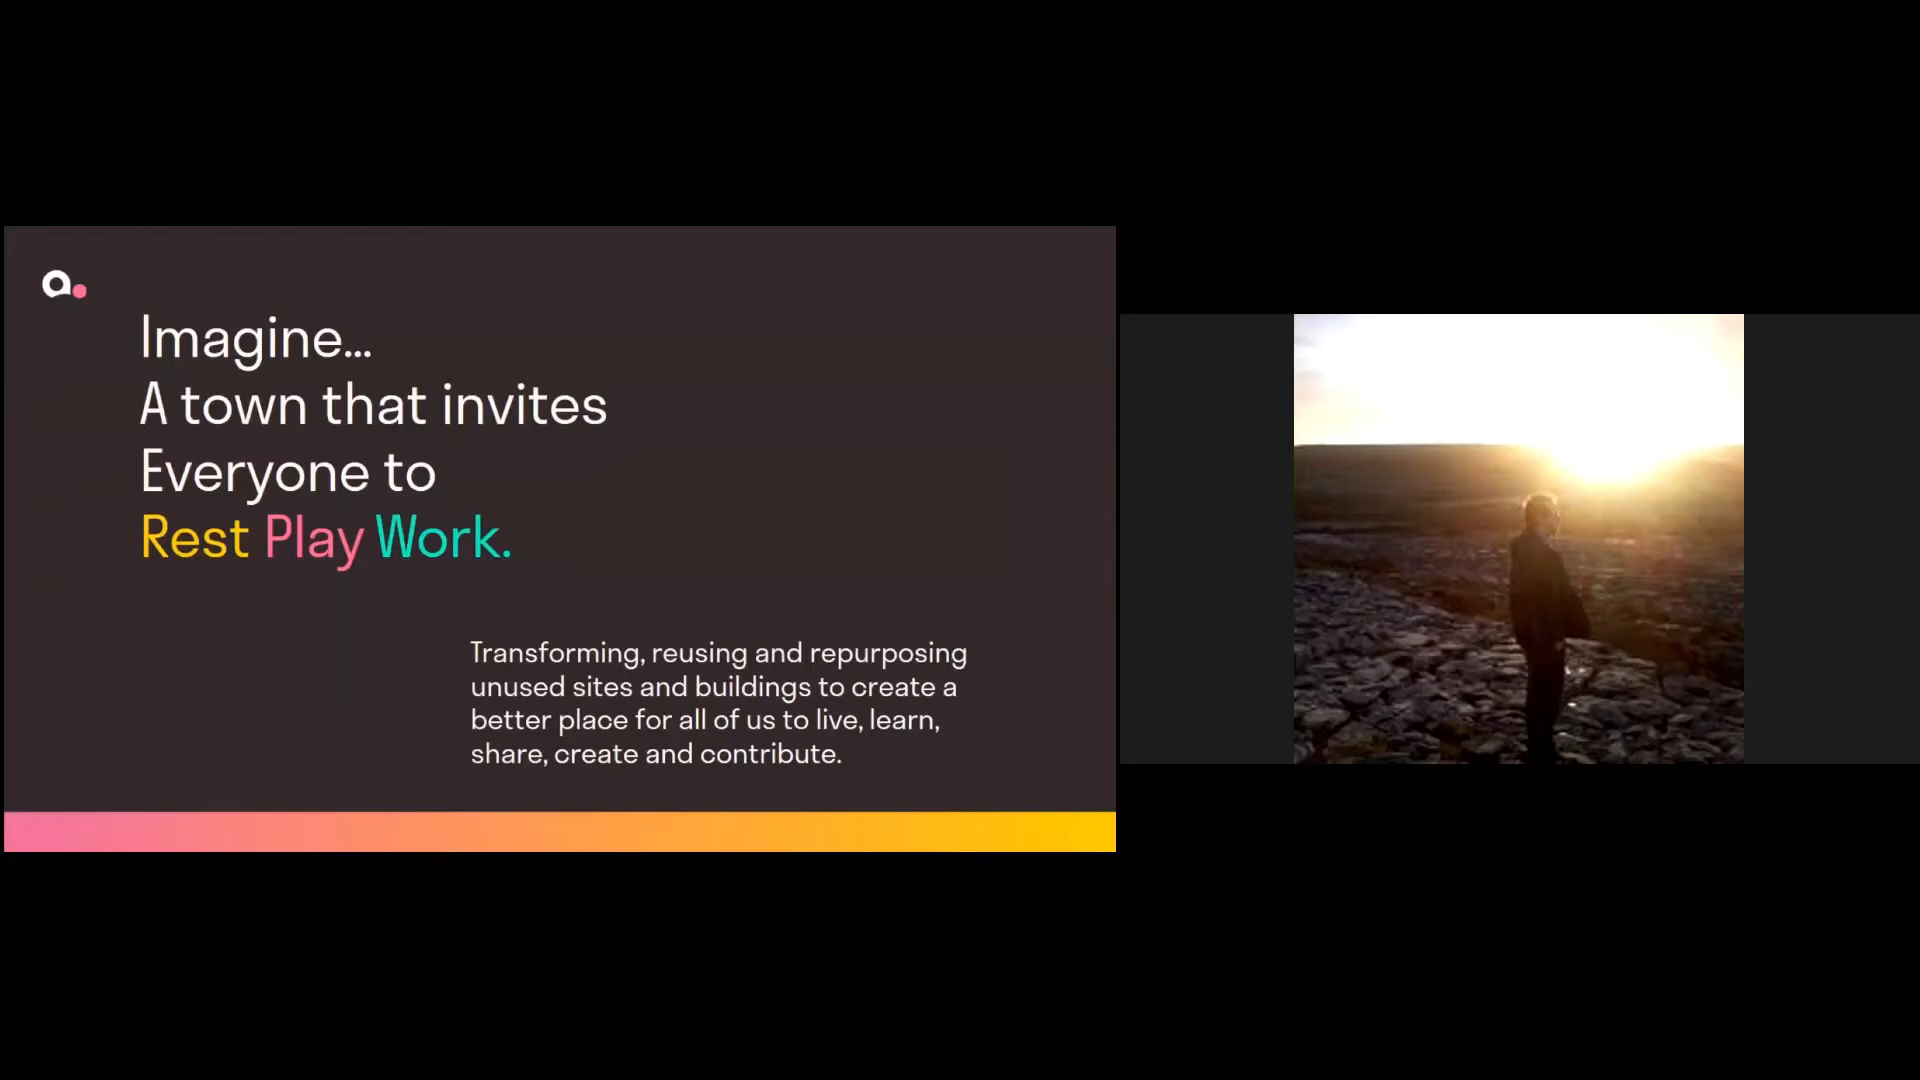 a.
Imagine...
A town that invites
Everyone to
Rest Play Work.
Transforming, reusing and repurposing
unused sites and buildings to create a
better place for all of us to live, learn,
share, create and contribute.